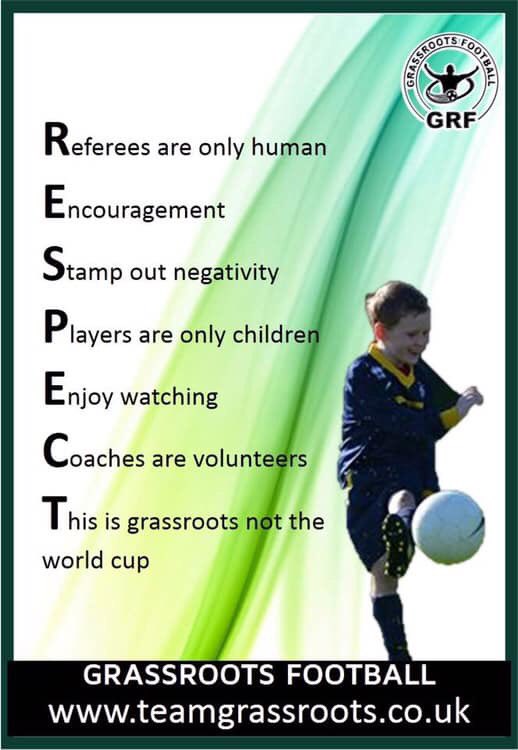 GRASSROOTS FOOTBALL
GRF
Referees are only human
Encouragement
Stamp out negativity
Players are only children
Enjoy watching
Coaches are volunteers
This is grassroots not the
world cup
GRASSROOTS FOOTBALL
www.teamgrassroots.co.uk